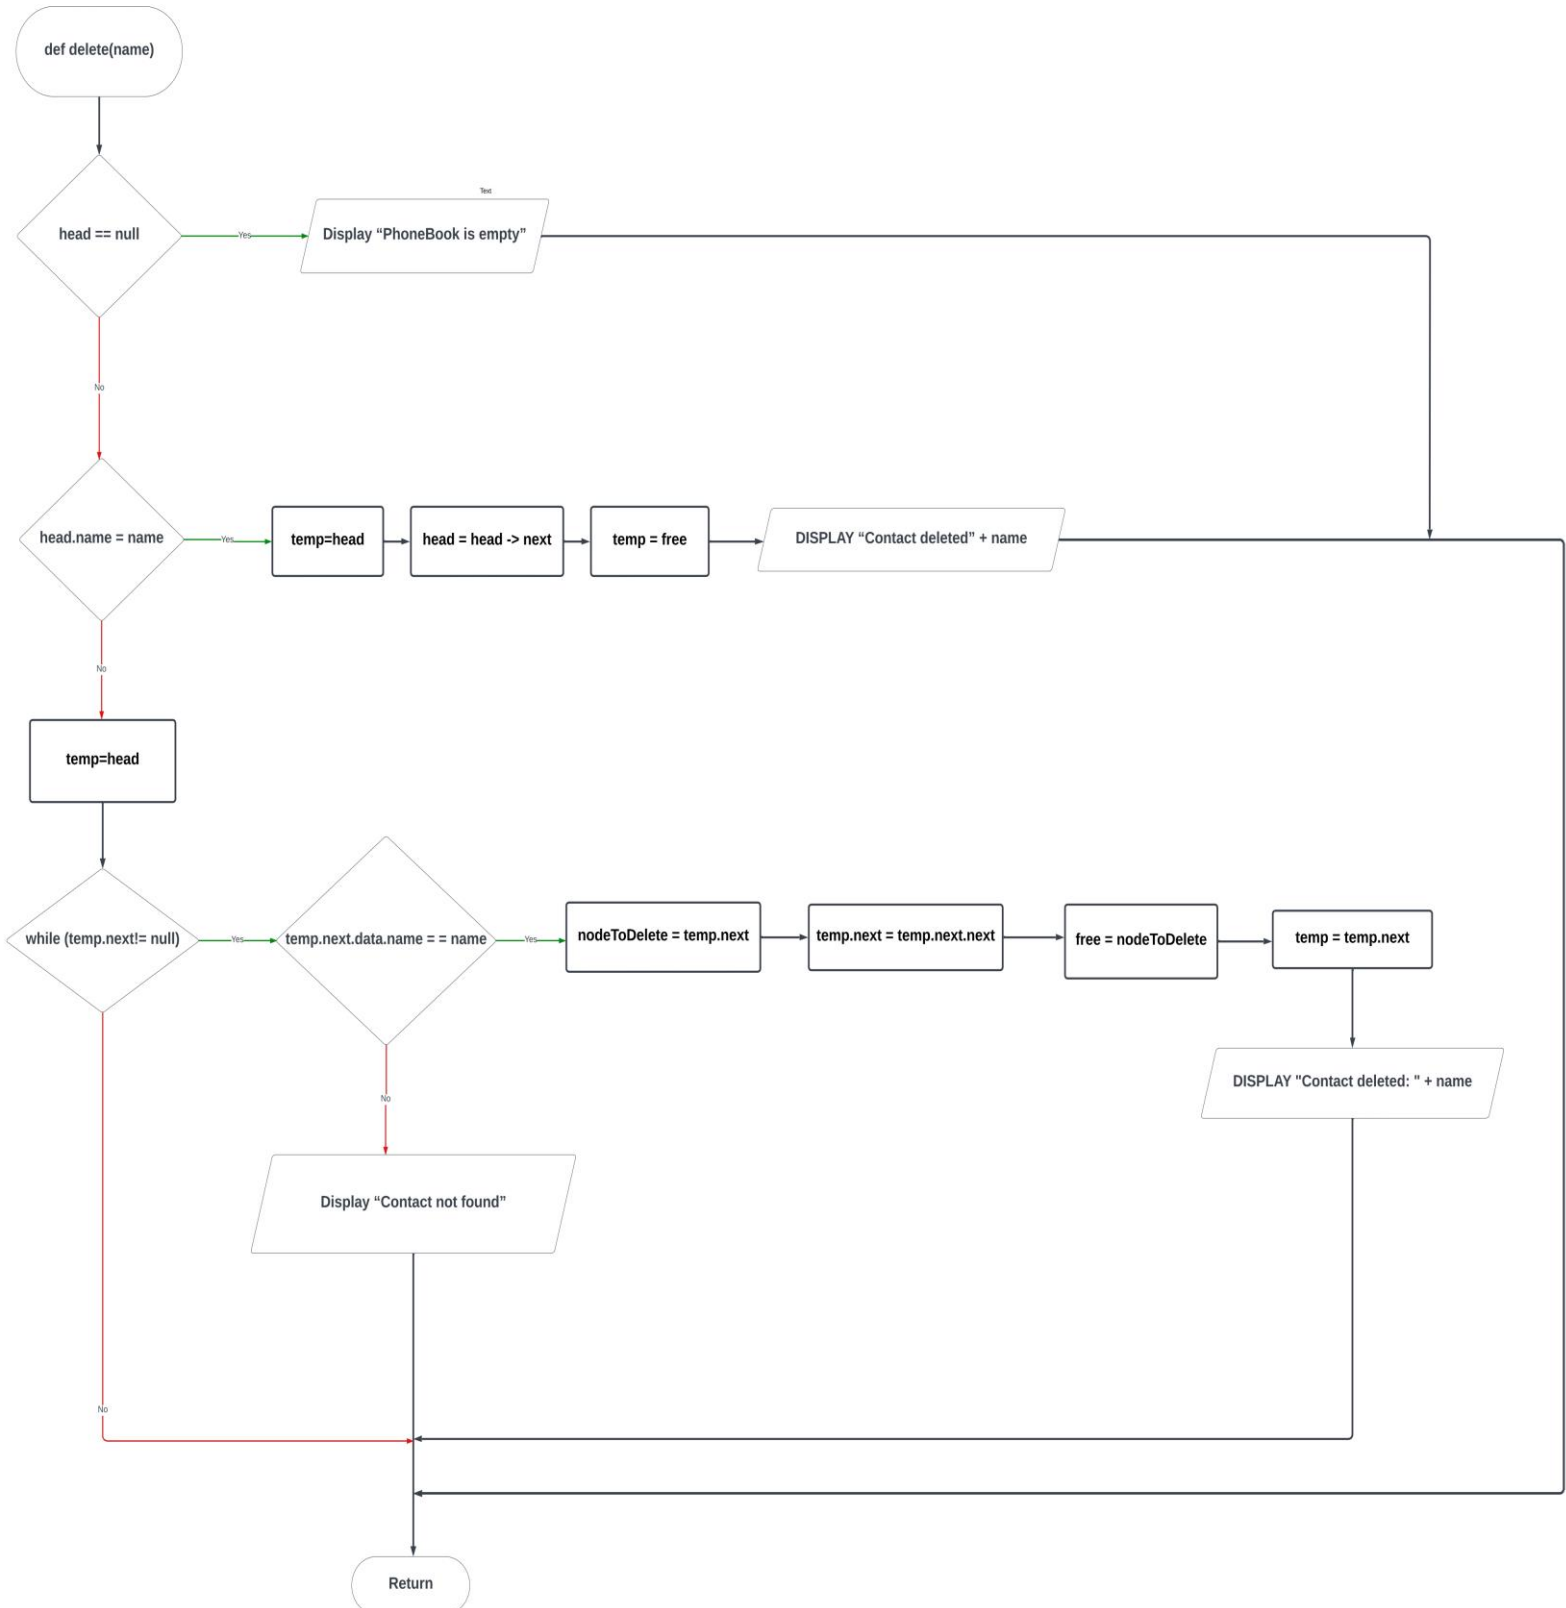 def delete(name)
head == null
Yes
Text
Display “PhoneBook is empty”
No
head.name = name
Yes
temp=head
head = head -> next
temp = free
DISPLAY “Contact deleted” + name
No
temp=head
while (temp.next!= null)
Yes
temp.next.data.name = = name
Yes
nodeToDelete = temp.next
temp.next = temp.next.next
free = nodeToDelete
temp = temp.next
DISPLAY "Contact deleted: " + name
No
Display “Contact not found”
No
Return